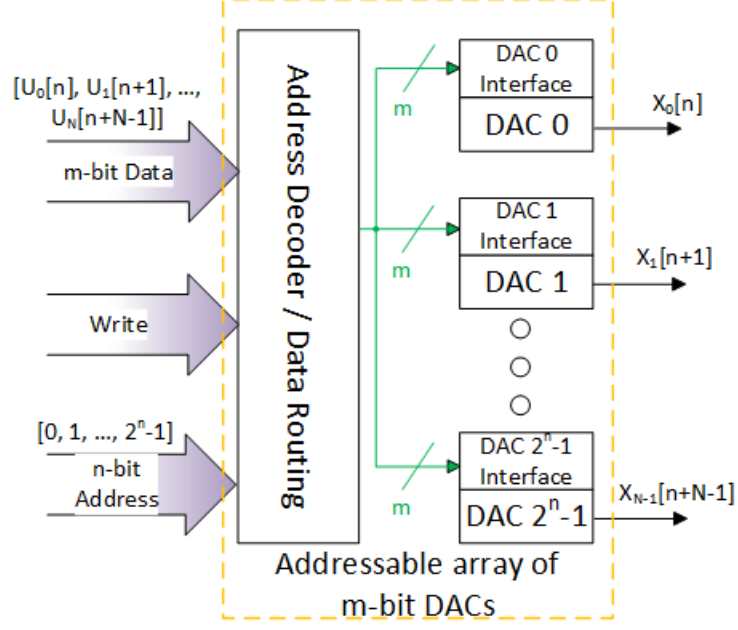 [U₀[n], U₁[n+1], ...,
U_N[n+N-1]]
m-bit Data
Write
[0, 1, ..., 2ⁿ-1]
n-bit
Address
Address Decoder / Data Routing
m
DAC 0
Interface
DAC 0
X₀[n]
m
DAC 1
Interface
DAC 1
X₁[n+1]
m
DAC 2ⁿ-1
Interface
DAC 2ⁿ-1
X_N-1[n+N-1]
Addressable array of
m-bit DACs